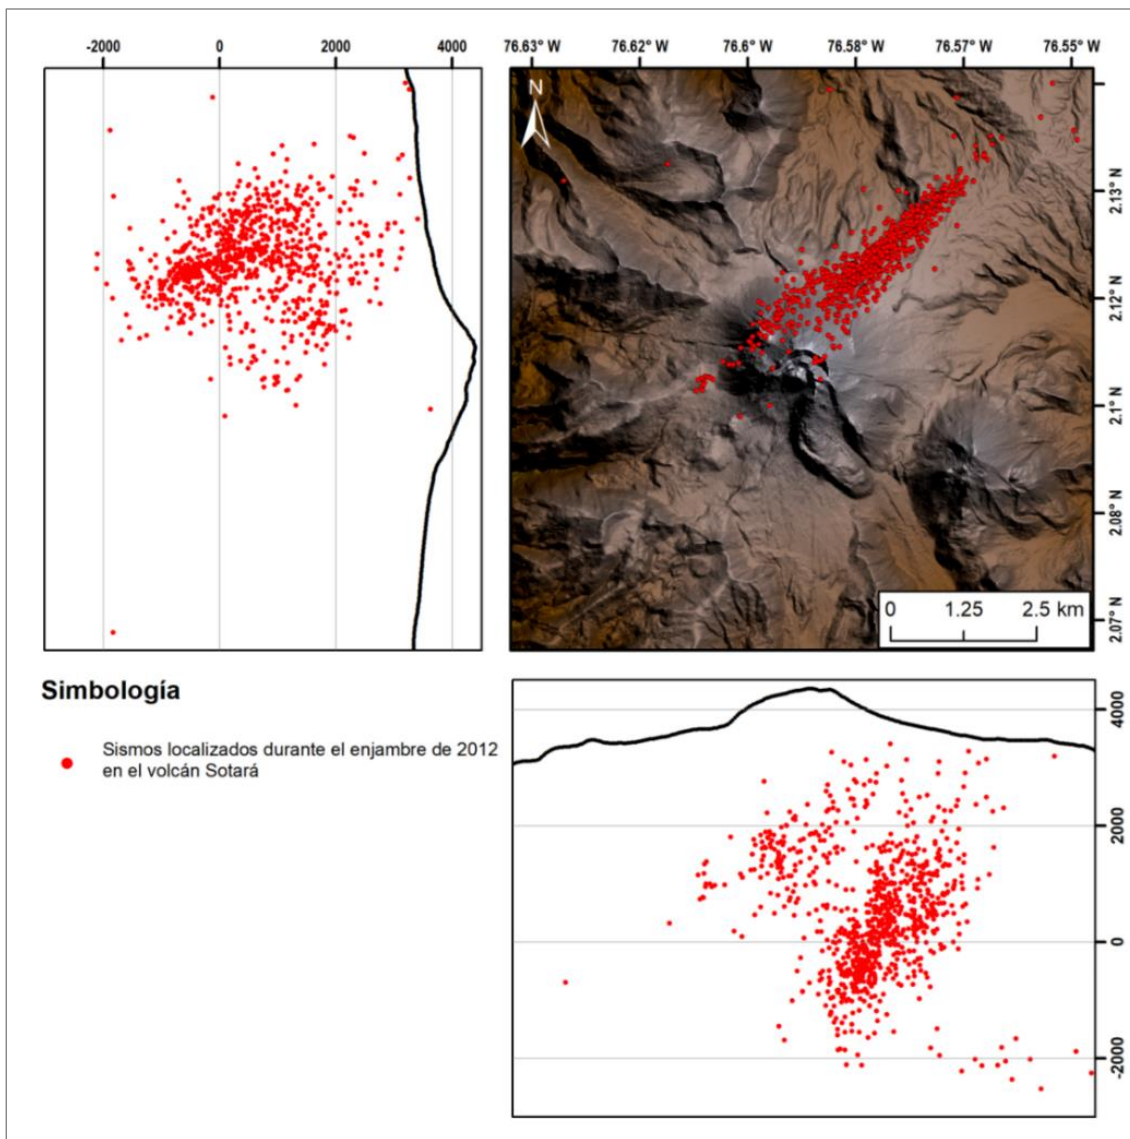 -2000 0 2000 4000
76.63° W 76.62° W 76.6° W 76.58° W 76.57° W 76.55° W
N
2.13° N
2.12° N
2.1° N
2.08° N
2.07° N
0 1.25 2.5 km
Simbología
Sismos localizados durante el enjambre de 2012
en el volcán Sotará
4000
2000
0
-2000